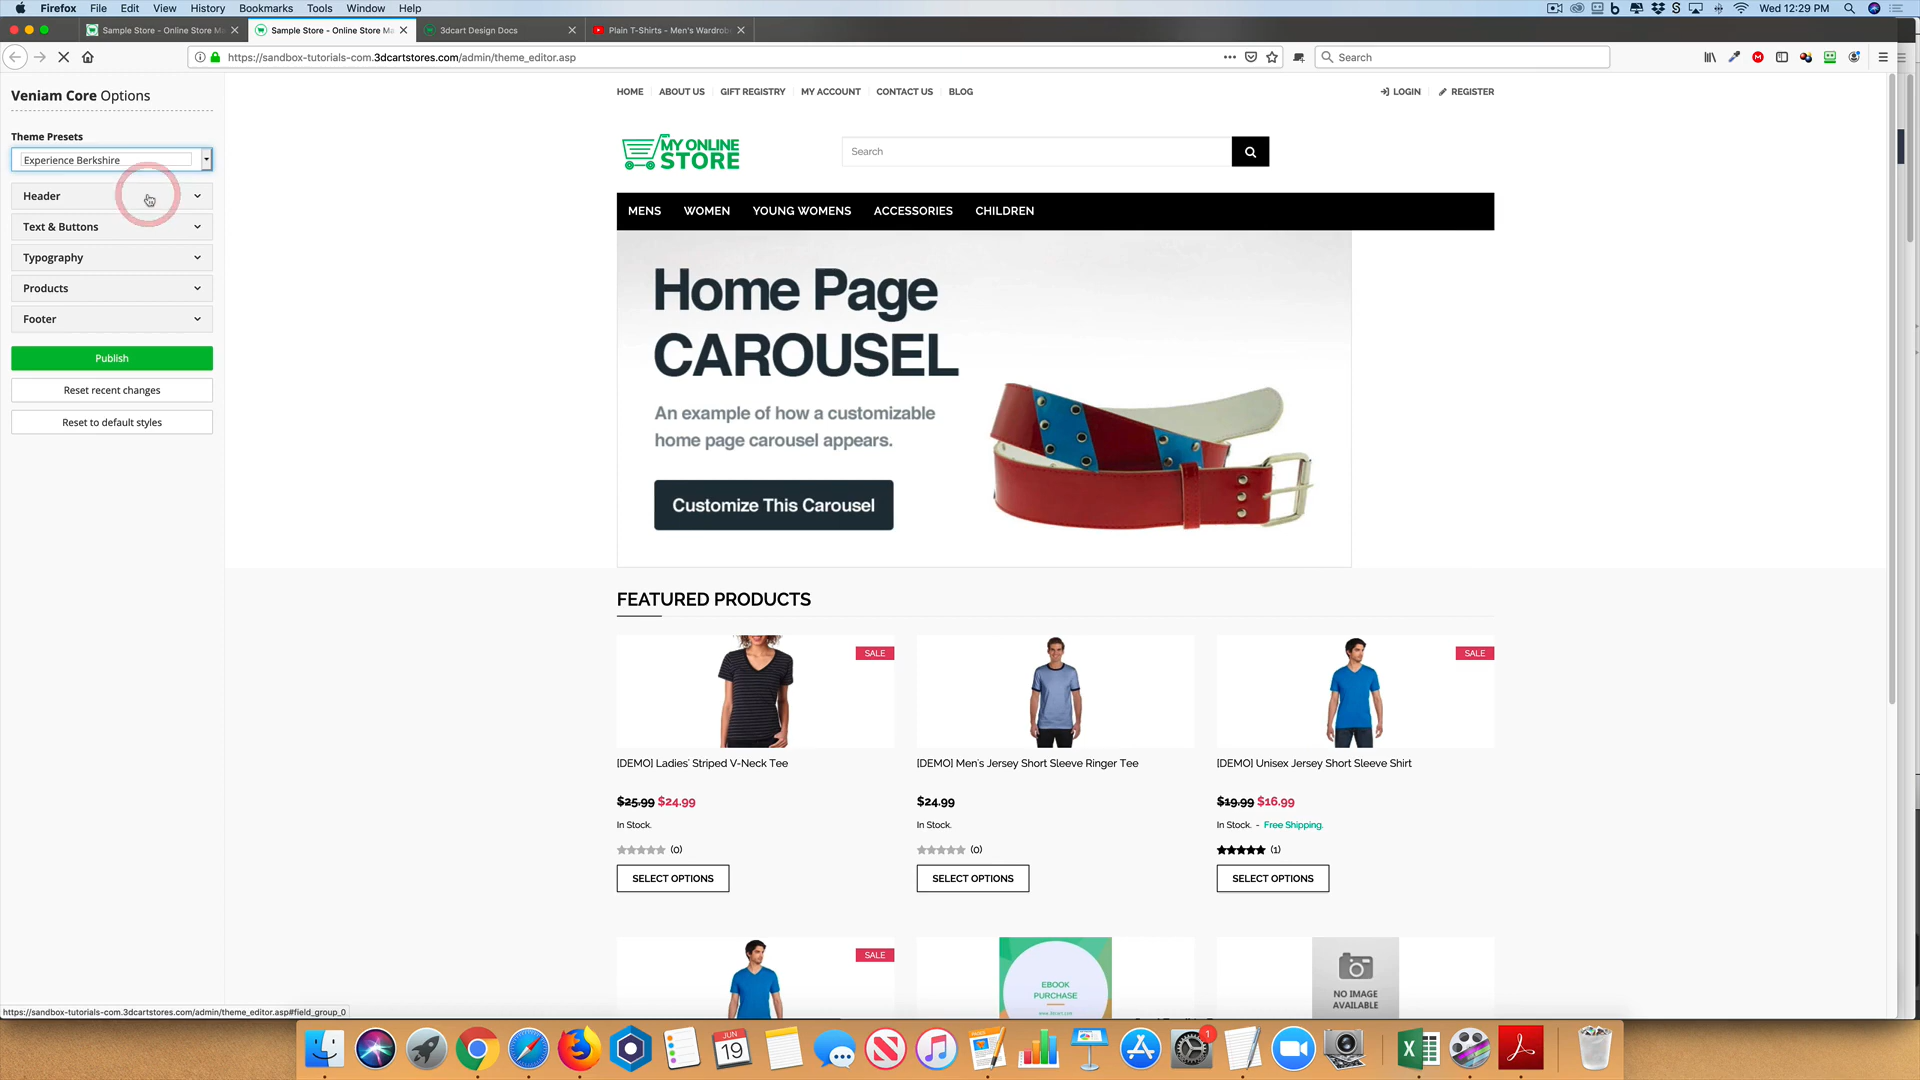 Firefox File Edit View History Bookmarks Tools Window Help
Wed 12:29 PM
Sample Store - Online Store Ma
Sample Store - Online Store Ma
3dcart Design Docs
Plain T-Shirts - Men's Wardrob
https://sandbox-tutorials-com.3dcartstores.com/admin/theme_editor.asp
Search
Veniam Core Options
Theme Presets
Experience Berkshire
Header
Text & Buttons
Typography
Products
Footer
Publish
Reset recent changes
Reset to default styles
HOME ABOUT US GIFT REGISTRY MY ACCOUNT CONTACT US BLOG
LOGIN REGISTER
MY ONLINE
STORE
Search
MENS WOMEN YOUNG WOMENS ACCESSORIES CHILDREN
Home Page
CAROUSEL
An example of how a customizable
home page carousel appears.
Customize This Carousel
FEATURED PRODUCTS
SALE
SALE
[DEMO] Ladies' Striped V-Neck Tee
[DEMO] Men's Jersey Short Sleeve Ringer Tee
[DEMO] Unisex Jersey Short Sleeve Shirt
$25.99 $24.99
$24.99
$19.99 $16.99
In Stock.
In Stock.
In Stock. - Free Shipping.
(0)
(0)
(1)
SELECT OPTIONS
SELECT OPTIONS
SELECT OPTIONS
SALE
EBOOK
PURCHASE
www.3dcart.com
NO IMAGE
AVAILABLE
https://sandbox-tutorials-com.3dcartstores.com/admin/theme_editor.asp#field_group_0
JUN
19
1